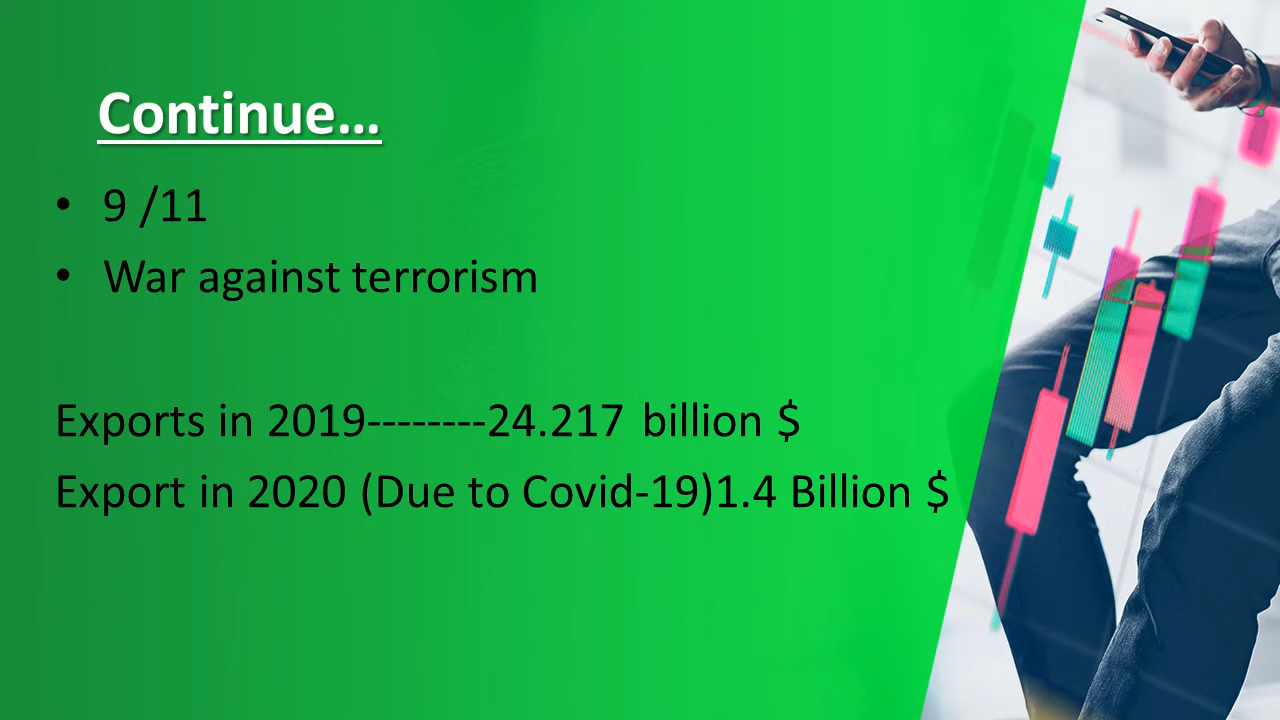 Continue…
• 9 /11
• War against terrorism
Exports in 2019--------24.217 billion $
Export in 2020 (Due to Covid-19)1.4 Billion $